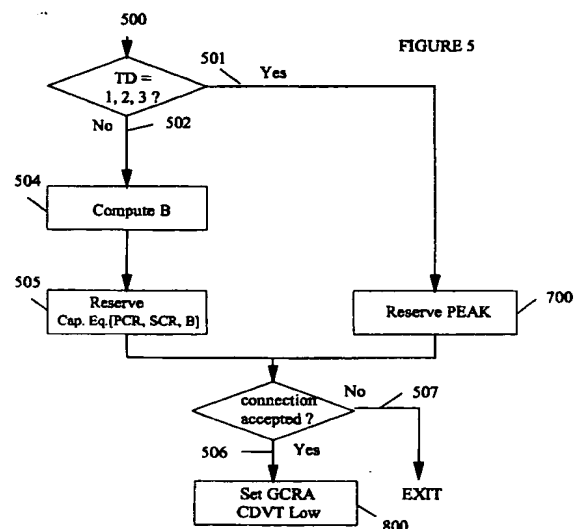 500
FIGURE 5
TD =
1, 2, 3 ?
501
Yes
No
502
504
Compute B
505
Reserve
Cap. Eq.[PCR, SCR, B]
Reserve PEAK
700
connection
accepted ?
No
507
506
Yes
Set GCRA
CDVT Low
EXIT
800